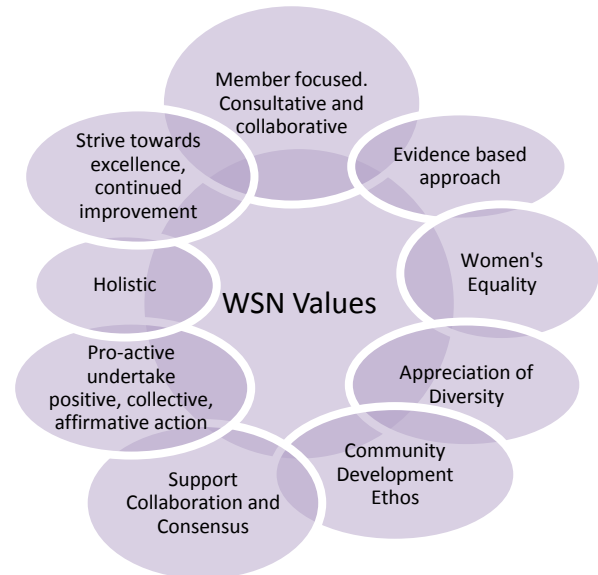 Member focused.
Consultative and
collaborative
Evidence based
approach
Women's
Equality
Appreciation of
Diversity
Community
Development
Ethos
Support
Collaboration and
Consensus
Pro-active
undertake
positive, collective,
affirmative action
Holistic
Strive towards
excellence,
continued
improvement
WSN Values